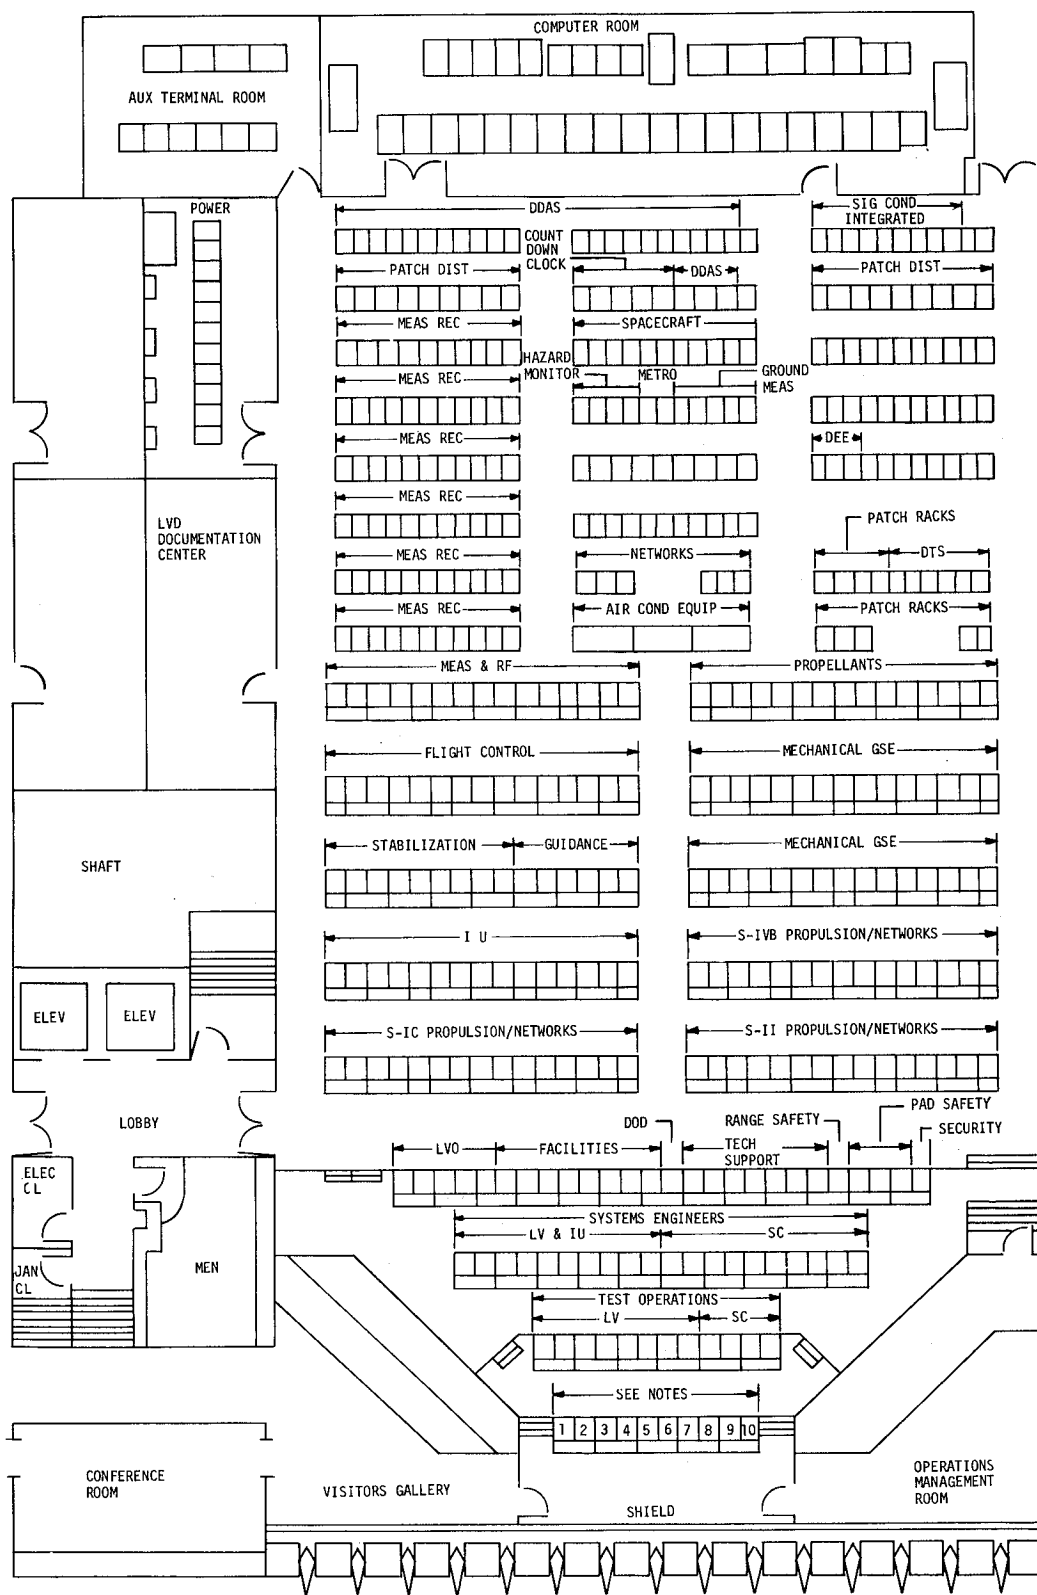 COMPUTER ROOM
AUX TERMINAL ROOM
POWER
DDAS
SIG COND
INTEGRATED
COUNT
DOWN
CLOCK
PATCH DIST
DDAS
PATCH DIST
MEAS REC
SPACECRAFT
HAZARD
MONITOR
METRO
GROUND
MEAS
MEAS REC
MEAS REC
DEE
MEAS REC
PATCH RACKS
LVD
DOCUMENTATION
CENTER
MEAS REC
NETWORKS
DTS
MEAS REC
AIR COND EQUIP
PATCH RACKS
MEAS & RF
PROPELLANTS
FLIGHT CONTROL
MECHANICAL GSE
STABILIZATION
GUIDANCE
MECHANICAL GSE
SHAFT
I U
S-IVB PROPULSION/NETWORKS
ELEV
ELEV
S-IC PROPULSION/NETWORKS
S-II PROPULSION/NETWORKS
LOBBY
DOD
RANGE SAFETY
PAD SAFETY
SECURITY
LVO
FACILITIES
TECH
SUPPORT
ELEC
CL
SYSTEMS ENGINEERS
LV & IU
SC
JAN
CL
MEN
TEST OPERATIONS
LV
SC
SEE NOTES
1 2 3 4 5 6 7 8 9 10
CONFERENCE
ROOM
VISITORS GALLERY
SHIELD
OPERATIONS
MANAGEMENT
ROOM